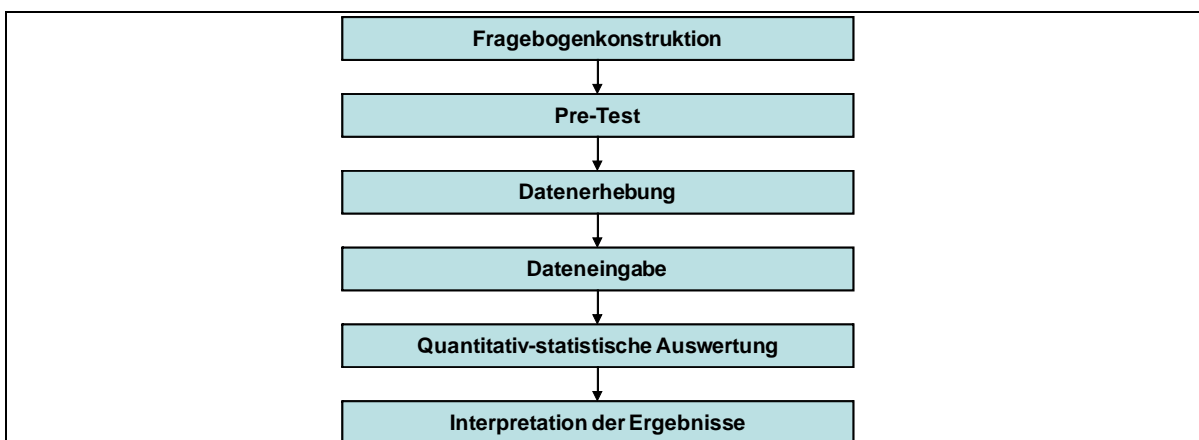 Fragebogenkonstruktion
Pre-Test
Datenerhebung
Dateneingabe
Quantitativ-statistische Auswertung
Interpretation der Ergebnisse